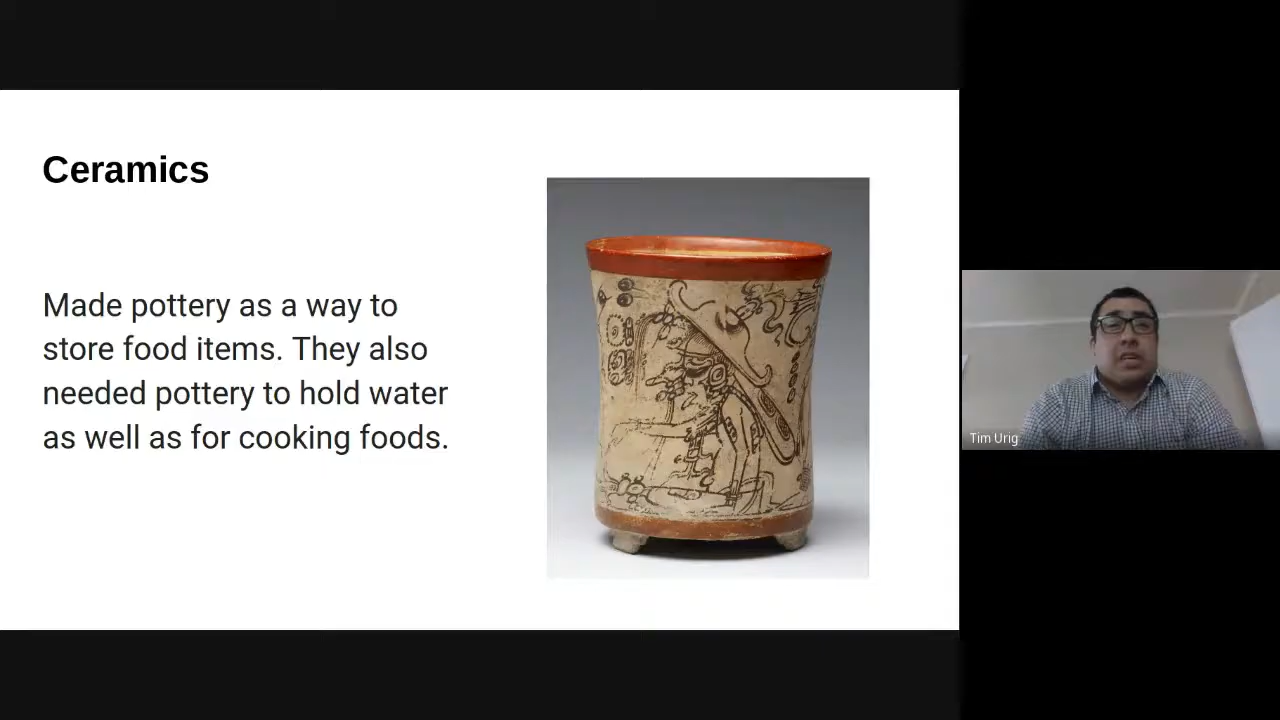 Ceramics
Made pottery as a way to
store food items. They also
needed pottery to hold water
as well as for cooking foods.
Tim Urig